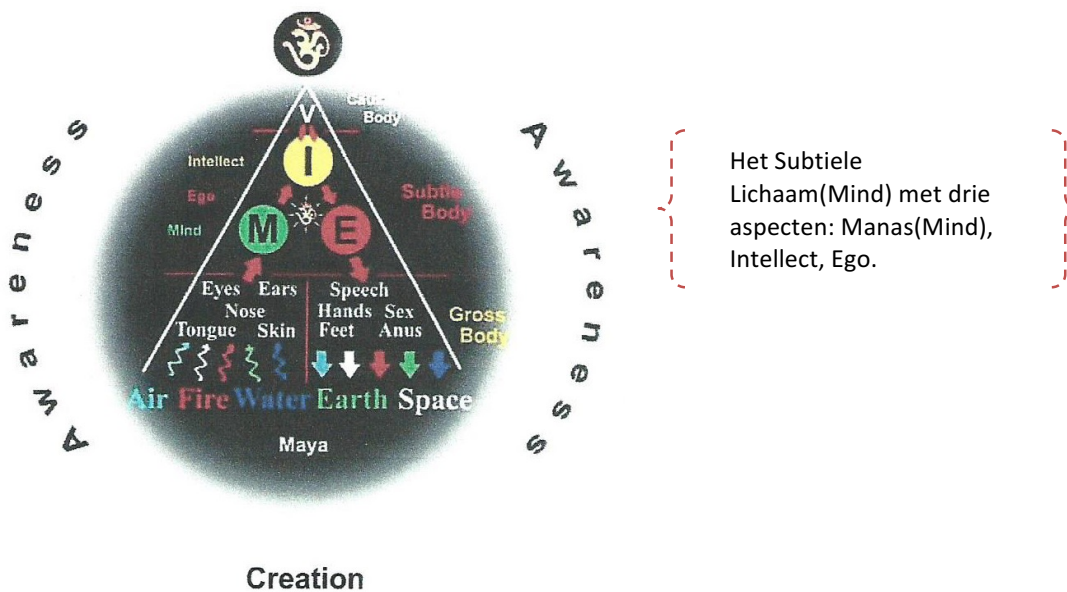 ॐ
Causal
Body
V
Intellect
I
Ego
Subtle
Body
Mind
M
ॐ
E
Eyes Ears
Nose
Tongue Skin
Speech
Hands Sex
Feet Anus
Gross
Body
Air Fire Water Earth Space
Maya
Awareness
Awareness
Creation
Het Subtiele
Lichaam(Mind) met drie
aspecten: Manas(Mind),
Intellect, Ego.